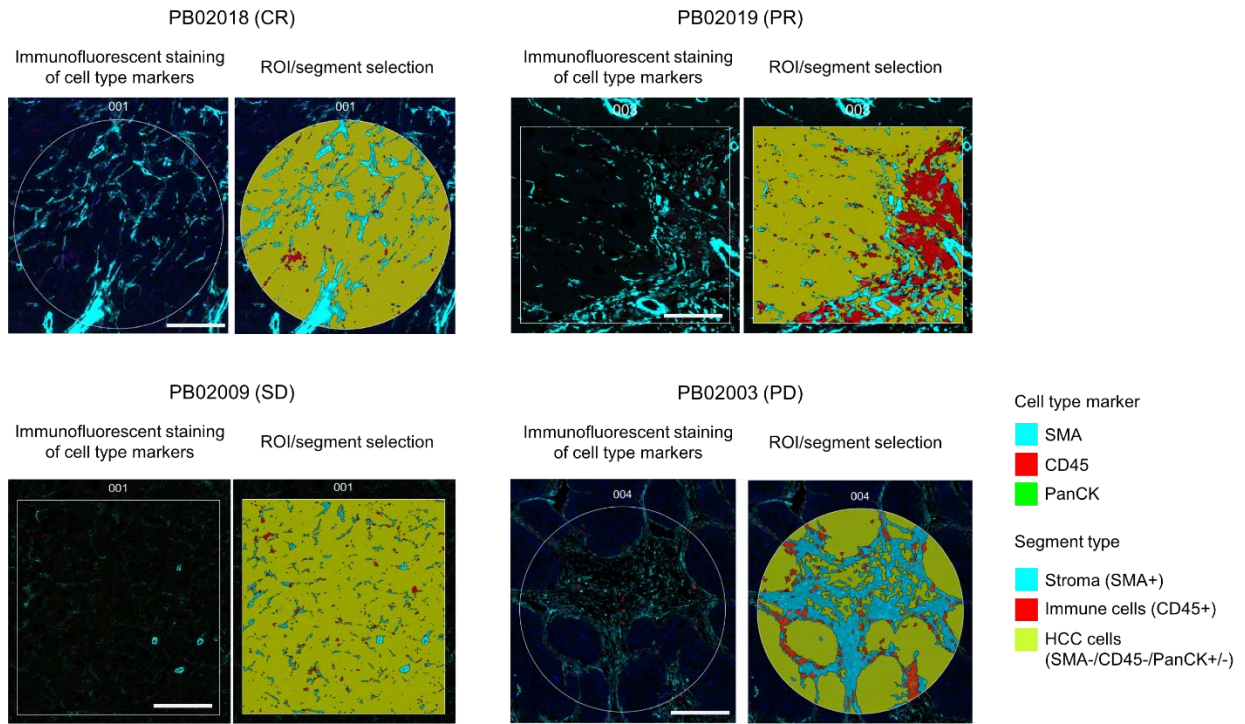 PB02018 (CR)
Immunofluorescent staining
of cell type markers
ROI/segment selection
001
001
PB02019 (PR)
Immunofluorescent staining
of cell type markers
ROI/segment selection
003
003
PB02009 (SD)
Immunofluorescent staining
of cell type markers
ROI/segment selection
001
001
PB02003 (PD)
Immunofluorescent staining
of cell type markers
ROI/segment selection
004
004
Cell type marker
SMA
CD45
PanCK
Segment type
Stroma (SMA+)
Immune cells (CD45+)
HCC cells
(SMA-/CD45-/PanCK+/-)